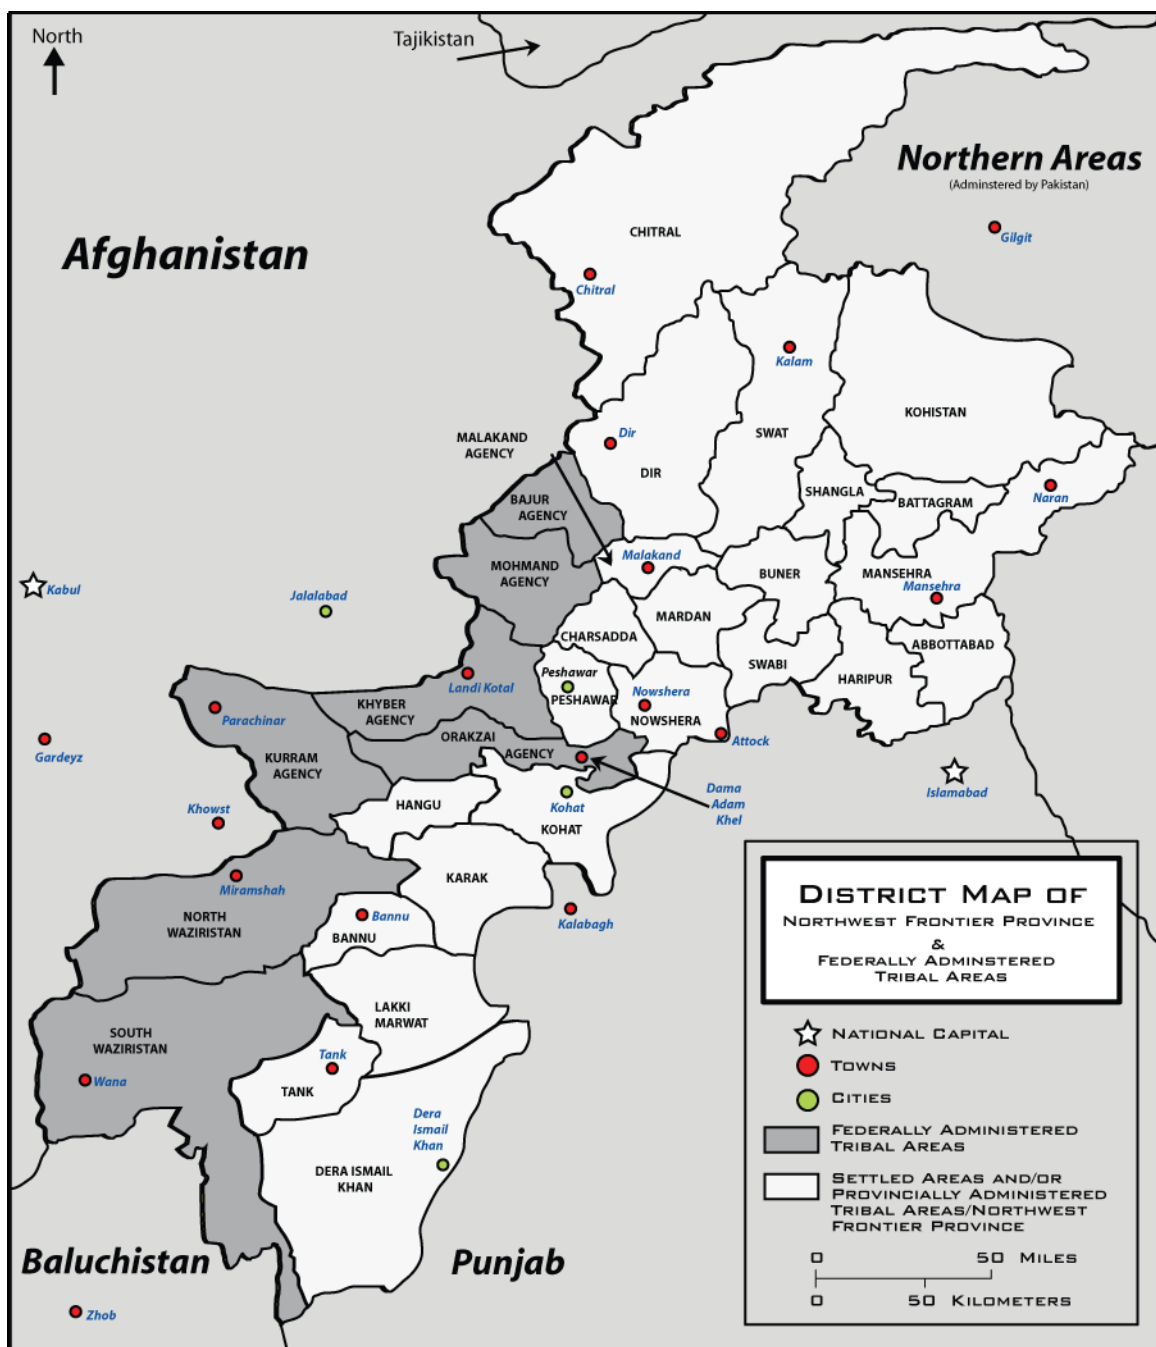 North
Tajikistan
Northern Areas
(Adminstered by Pakistan)
Gilgit
Afghanistan
CHITRAL
Chitral
Kalam
KOHISTAN
Dir
SWAT
MALAKAND
AGENCY
DIR
SHANGLA
BATTAGRAM
Naran
BAJUR
AGENCY
Malakand
MOHMAND
AGENCY
BUNER
MANSEHRA
Mansehra
Kabul
Jalalabad
MARDAN
CHARSADDA
ABBOTTABAD
SWABI
HARIPUR
Peshawar
PESHAWAR
Landi Kotal
Nowshera
NOWSHERA
KHYBER
AGENCY
Parachinar
ORAKZAI
AGENCY
Attock
Gardeyz
KURRAM
AGENCY
Dama
Adam
Khel
Islamabad
Khowst
HANGU
Kohat
KOHAT
Miramshah
KARAK
NORTH
WAZIRISTAN
Bannu
BANNU
Kalabagh
LAKKI
MARWAT
SOUTH
WAZIRISTAN
Wana
Tank
TANK
Dera
Ismail
Khan
DERA ISMAIL
KHAN
Baluchistan
Punjab
Zhob
DISTRICT MAP OF
NORTHWEST FRONTIER PROVINCE
&
FEDERALLY ADMINSTERED
TRIBAL AREAS
NATIONAL CAPITAL
TOWNS
CITIES
FEDERALLY ADMINISTERED
TRIBAL AREAS
SETTLED AREAS AND/OR
PROVINCIALLY ADMINISTERED
TRIBAL AREAS/NORTHWEST
FRONTIER PROVINCE
0 50 MILES
0 50 KILOMETERS